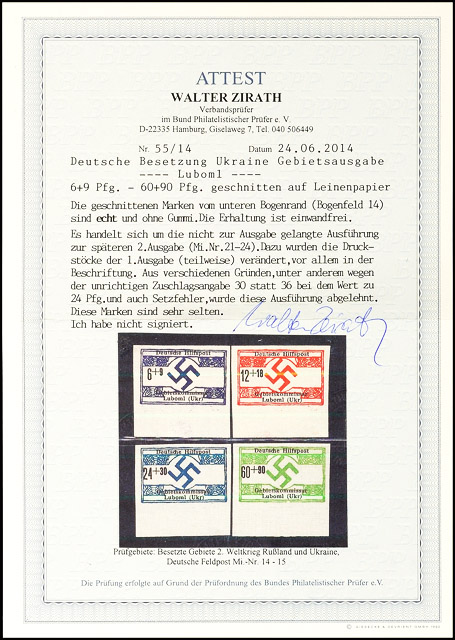 ATTEST
WALTER ZIRATH
Verbandsprüfer
im Bund Philatelistischer Prüfer e. V.
D-22335 Hamburg, Giselaweg 7, Tel. 040 506449
Nr. 55/14 Datum 24.06.2014
Deutsche Besetzung Ukraine Gebietsausgabe
---- Luboml ----
6+9 Pfg. - 60+90 Pfg. geschnitten auf Leinenpapier
Die geschnittenen Marken vom unteren Bogenrand (Bogenfeld 14)
sind echt und ohne Gummi.Die Erhaltung ist einwandfrei.
Es handelt sich um die nicht zur Ausgabe gelangte Ausführung
zur späteren 2.Ausgabe (Mi.Nr.21-24).Dazu wurden die Druck-
stöcke der 1.Ausgabe (teilweise) verändert,vor allem in der
Beschriftung. Aus verschiedenen Gründen,unter anderem wegen
der unrichtigen Zuschlagsangabe 30 statt 36 bei dem Wert zu
24 Pfg.und auch Setzfehler,wurde diese Ausführung abgelehnt.
Diese Marken sind sehr selten.
Ich habe nicht signiert.
Walter Zirath
Deutsche Hilfspost
6+9
Gebietskommissar
Luboml (Ukr)
Deutsche Hilfspost
12+18
Gebietskommissar
Luboml (Ukr)
Deutsche Hilfspost
24+30
Gebietskommissar
Luboml (Ukr)
Deutsche Hilfspost
60+90
Gebietskommissar
Luboml (Ukr)
Prüfgebiete: Besetzte Gebiete 2. Weltkrieg Rußland und Ukraine,
Deutsche Feldpost Mi -Nr. 14 - 15
Die Prüfung erfolgte auf Grund der Prüfordnung des Bundes Philatelistischer Prüfer e.V.